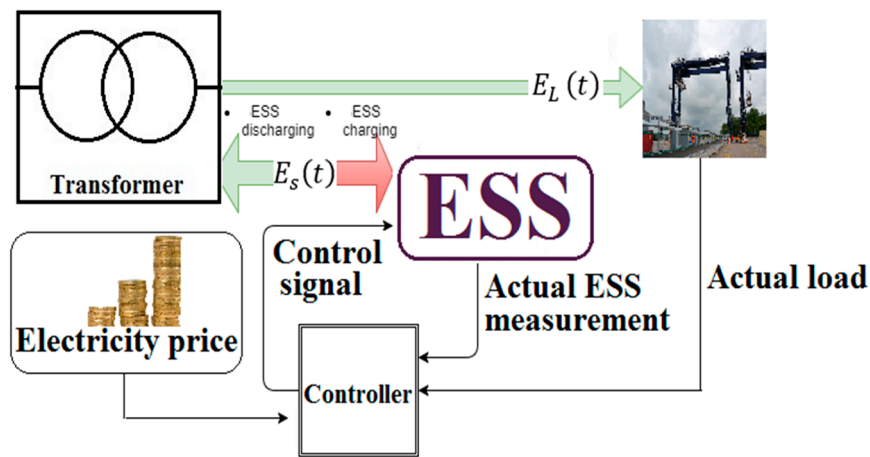 E_L(t)
• ESS discharging
• ESS charging
Transformer
E_s(t)
ESS
Control signal
Actual ESS measurement
Actual load
Electricity price
Controller